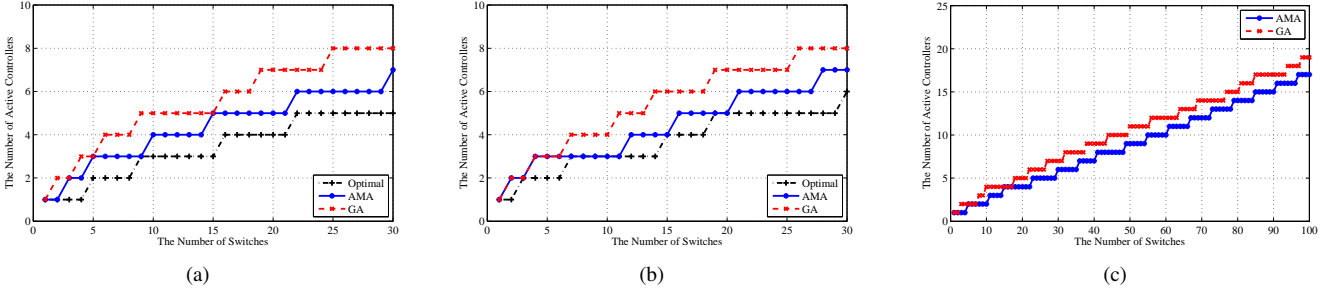 10
8
6
4
2
0
0
5
10
15
20
25
30
The Number of Active Controllers
The Number of Switches
Optimal
AMA
GA
(a)
10
8
6
4
2
0
0
5
10
15
20
25
30
The Number of Active Controllers
The Number of Switches
Optimal
AMA
GA
(b)
25
20
15
10
5
0
0
10
20
30
40
50
60
70
80
90
100
The Number of Active Controllers
The Number of Switches
AMA
GA
(c)